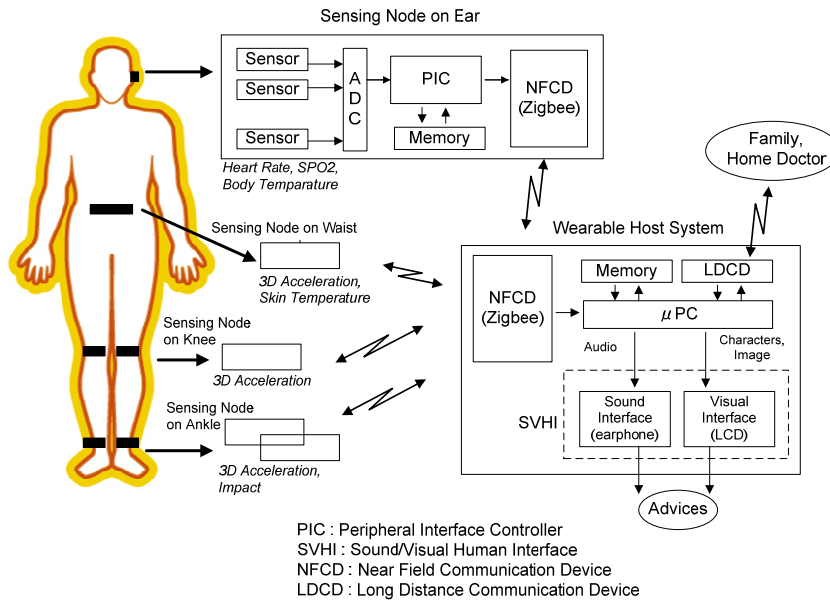 Sensing Node on Ear
Sensor
Sensor
Sensor
A
D
C
PIC
Memory
NFCD
(Zigbee)
Heart Rate, SPO2,
Body Temparature
Family,
Home Doctor
Sensing Node on Waist
3D Acceleration,
Skin Temperature
Wearable Host System
NFCD
(Zigbee)
Memory
LDCD
μ PC
Audio
Characters,
Image
SVHI
Sound
Interface
(earphone)
Visual
Interface
(LCD)
Advices
Sensing Node
on Knee
3D Acceleration
Sensing Node
on Ankle
3D Acceleration,
Impact
PIC : Peripheral Interface Controller
SVHI : Sound/Visual Human Interface
NFCD : Near Field Communication Device
LDCD : Long Distance Communication Device